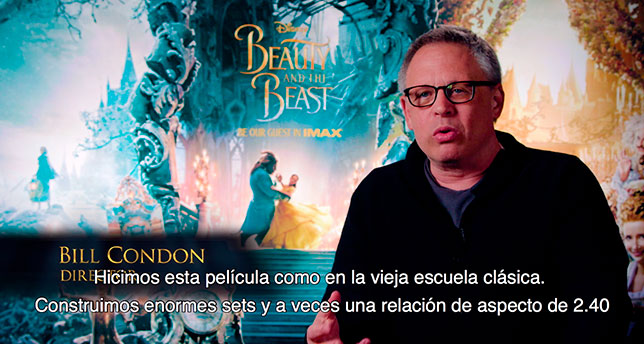 Disney
BEAUTY
AND THE
BEAST
BE OUR GUEST IN IMAX
BILL CONDON
DIRECTOR
Hicimos esta película como en la vieja escuela clásica.
Construimos enormes sets y a veces una relación de aspecto de 2.40